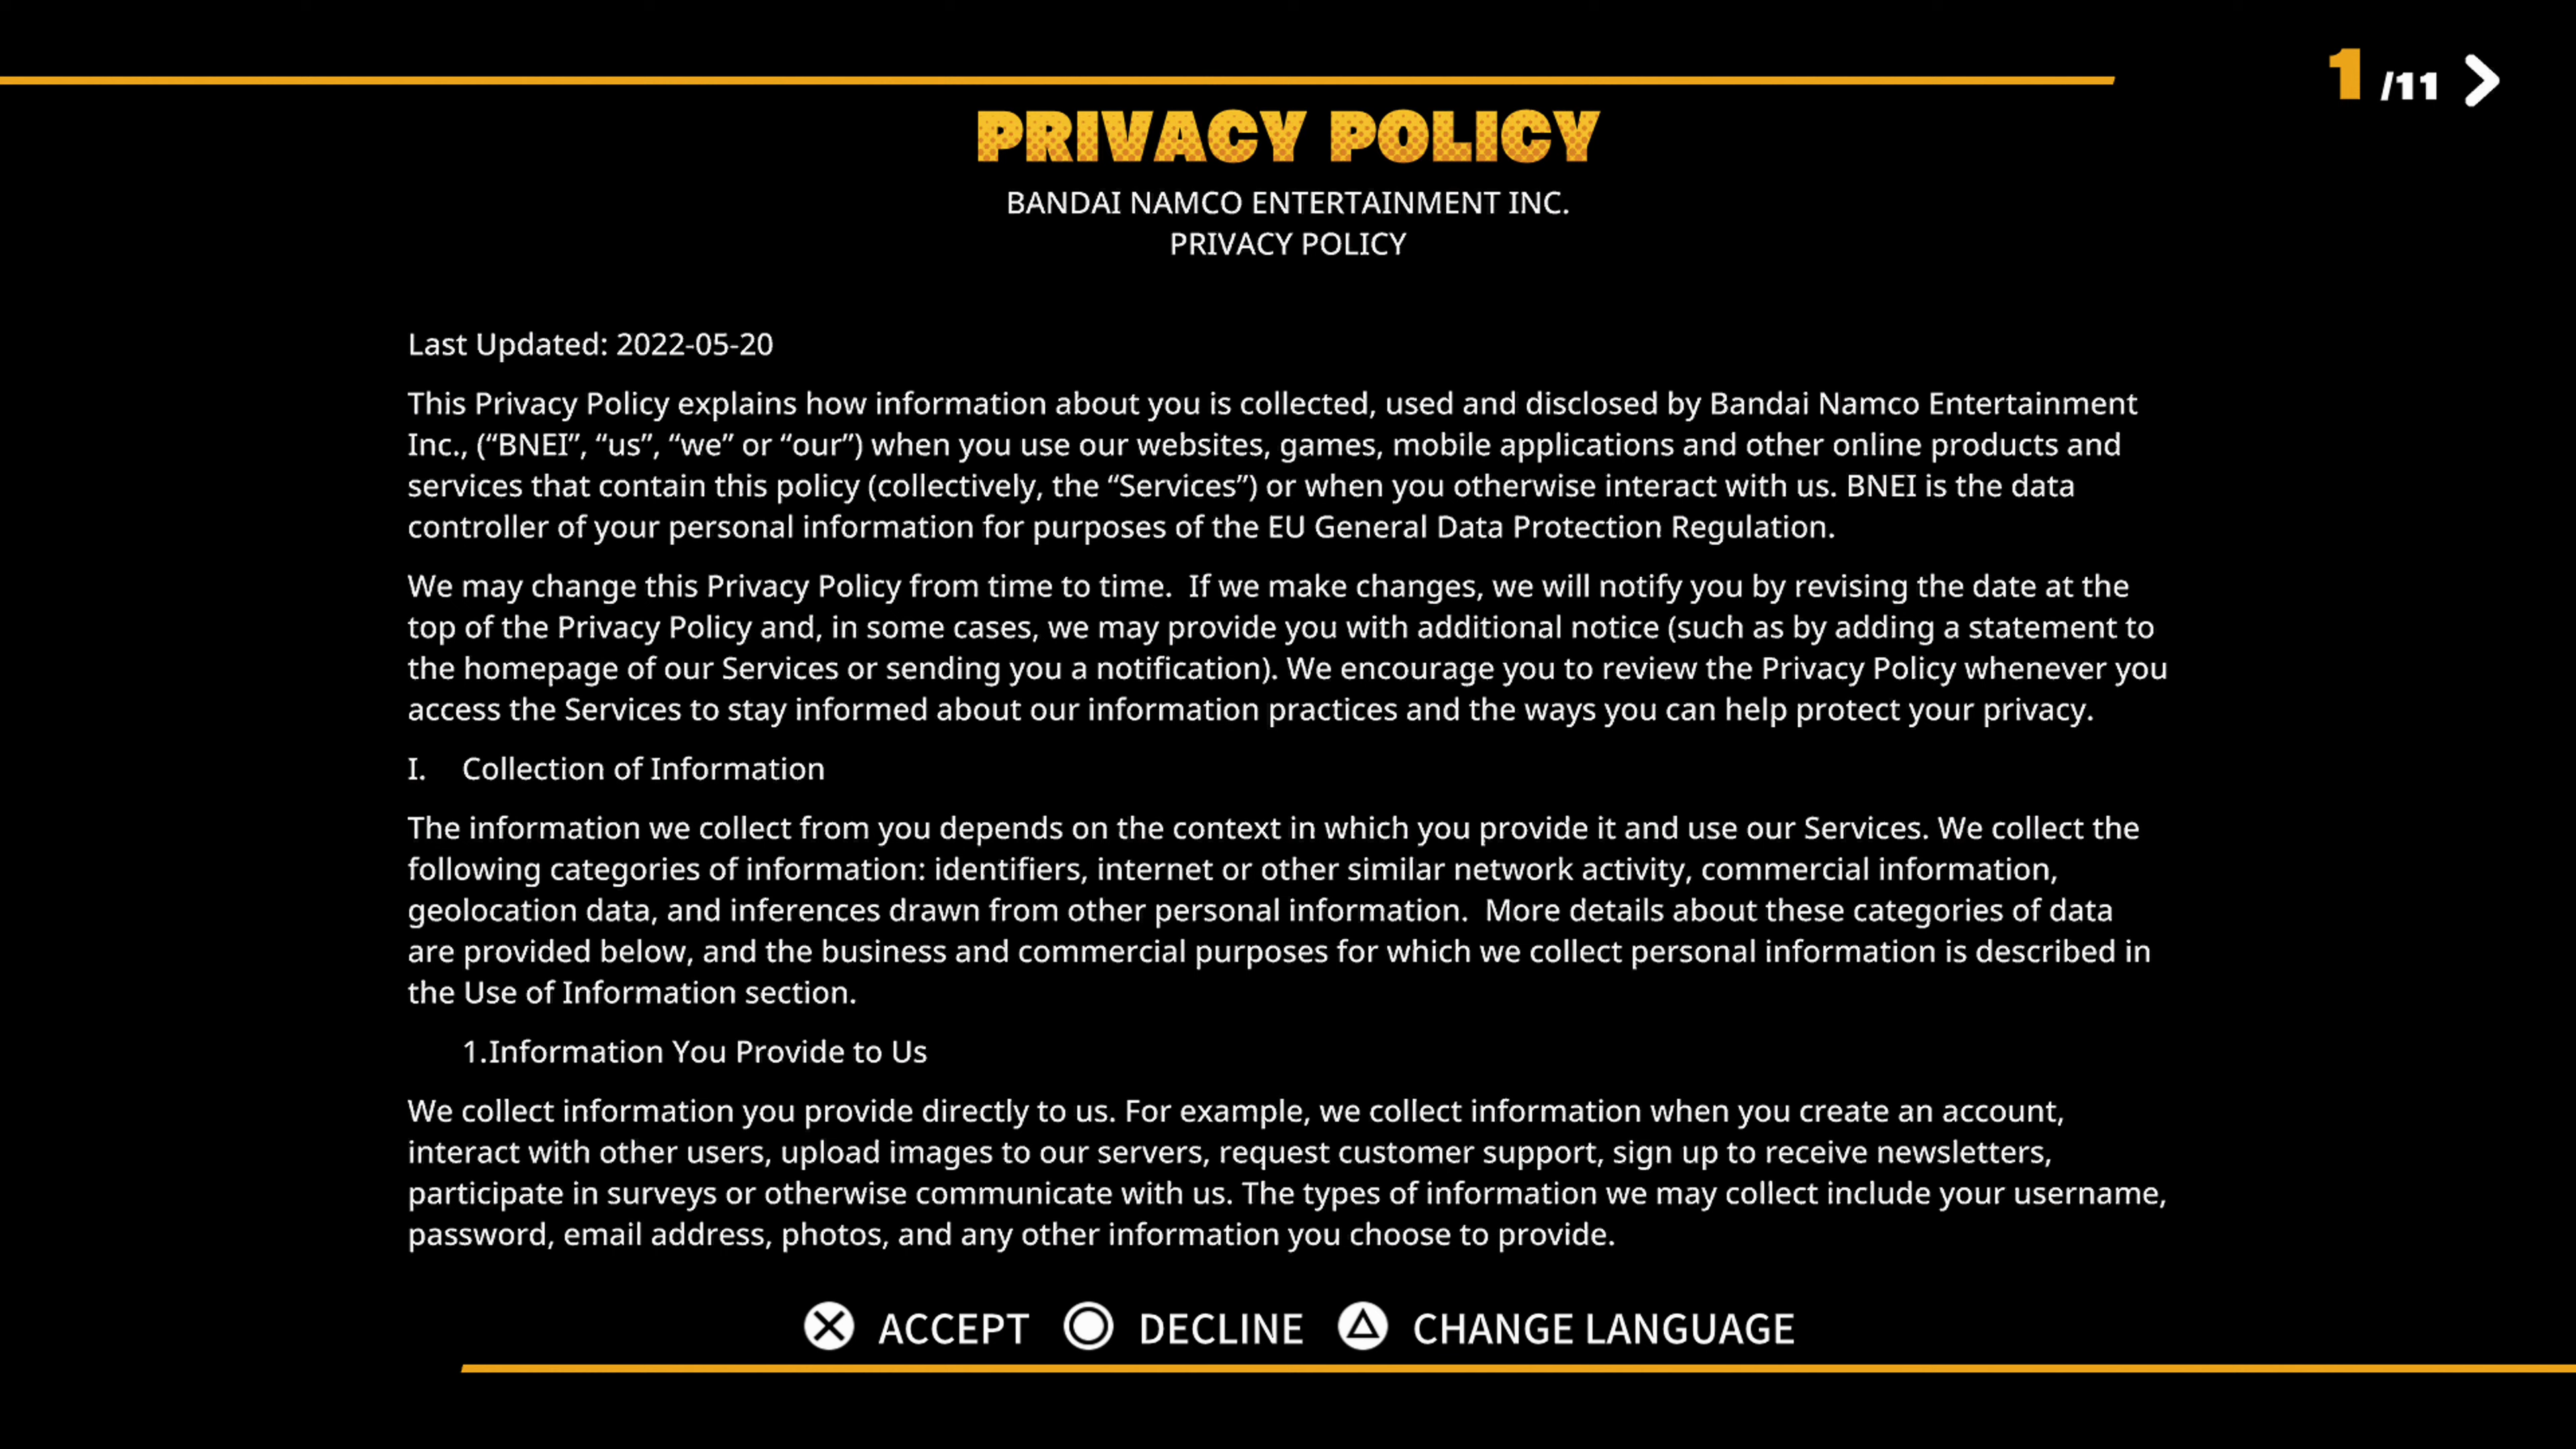 1 /11
PRIVACY POLICY
BANDAI NAMCO ENTERTAINMENT INC.
PRIVACY POLICY
Last Updated: 2022-05-20
This Privacy Policy explains how information about you is collected, used and disclosed by Bandai Namco Entertainment
Inc., (“BNEI”, “us”, “we” or “our”) when you use our websites, games, mobile applications and other online products and
services that contain this policy (collectively, the “Services”) or when you otherwise interact with us. BNEI is the data
controller of your personal information for purposes of the EU General Data Protection Regulation.
We may change this Privacy Policy from time to time.  If we make changes, we will notify you by revising the date at the
top of the Privacy Policy and, in some cases, we may provide you with additional notice (such as by adding a statement to
the homepage of our Services or sending you a notification). We encourage you to review the Privacy Policy whenever you
access the Services to stay informed about our information practices and the ways you can help protect your privacy.
I. Collection of Information
The information we collect from you depends on the context in which you provide it and use our Services. We collect the
following categories of information: identifiers, internet or other similar network activity, commercial information,
geolocation data, and inferences drawn from other personal information.  More details about these categories of data
are provided below, and the business and commercial purposes for which we collect personal information is described in
the Use of Information section.
1.Information You Provide to Us
We collect information you provide directly to us. For example, we collect information when you create an account,
interact with other users, upload images to our servers, request customer support, sign up to receive newsletters,
participate in surveys or otherwise communicate with us. The types of information we may collect include your username,
password, email address, photos, and any other information you choose to provide.
ACCEPT DECLINE CHANGE LANGUAGE